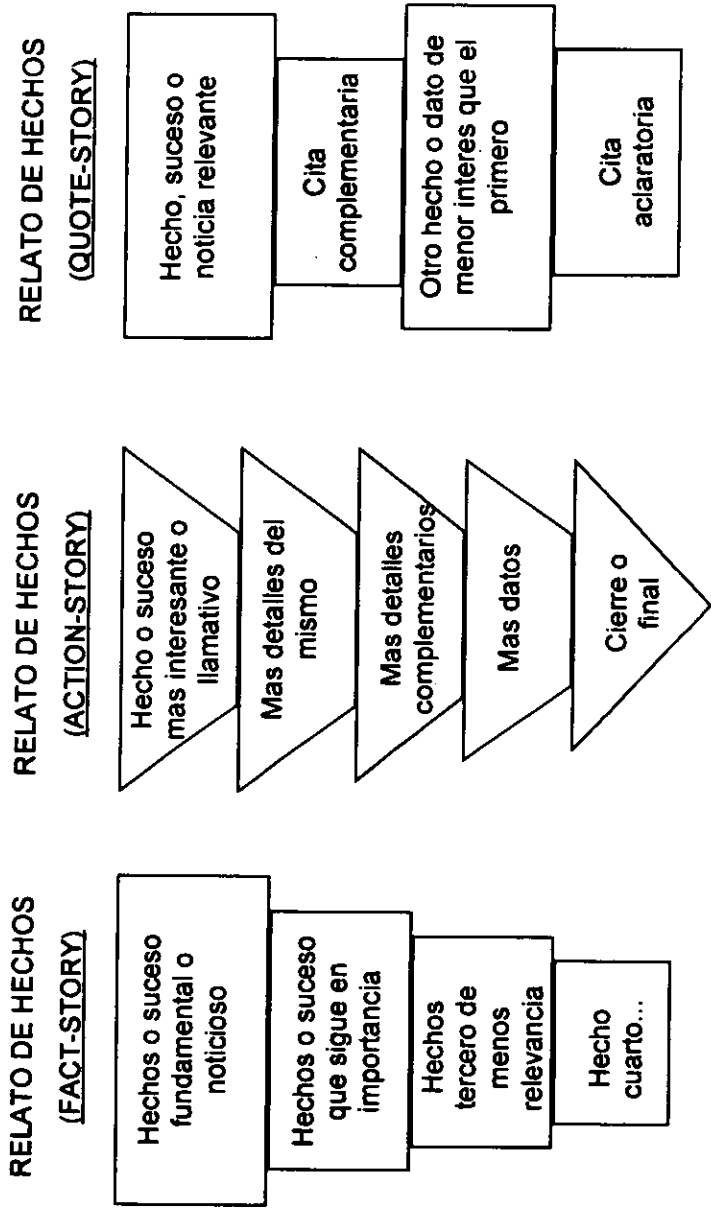 RELATO DE HECHOS
(FACT-STORY)
Hechos o suceso
fundamental o
noticioso
Hechos o suceso
que sigue en
importancia
Hechos
tercero de
menos
relevancia
Hecho
cuarto...
RELATO DE HECHOS
(ACTION-STORY)
Hecho o suceso
mas interesante o
llamativo
Mas detalles del
mismo
Mas detalles
complementarios
Mas datos
Cierre o
final
RELATO DE HECHOS
(QUOTE-STORY)
Hecho, suceso o
noticia relevante
Cita
complementaria
Otro hecho o dato de
menor interes que el
primero
Cita
aclaratoria